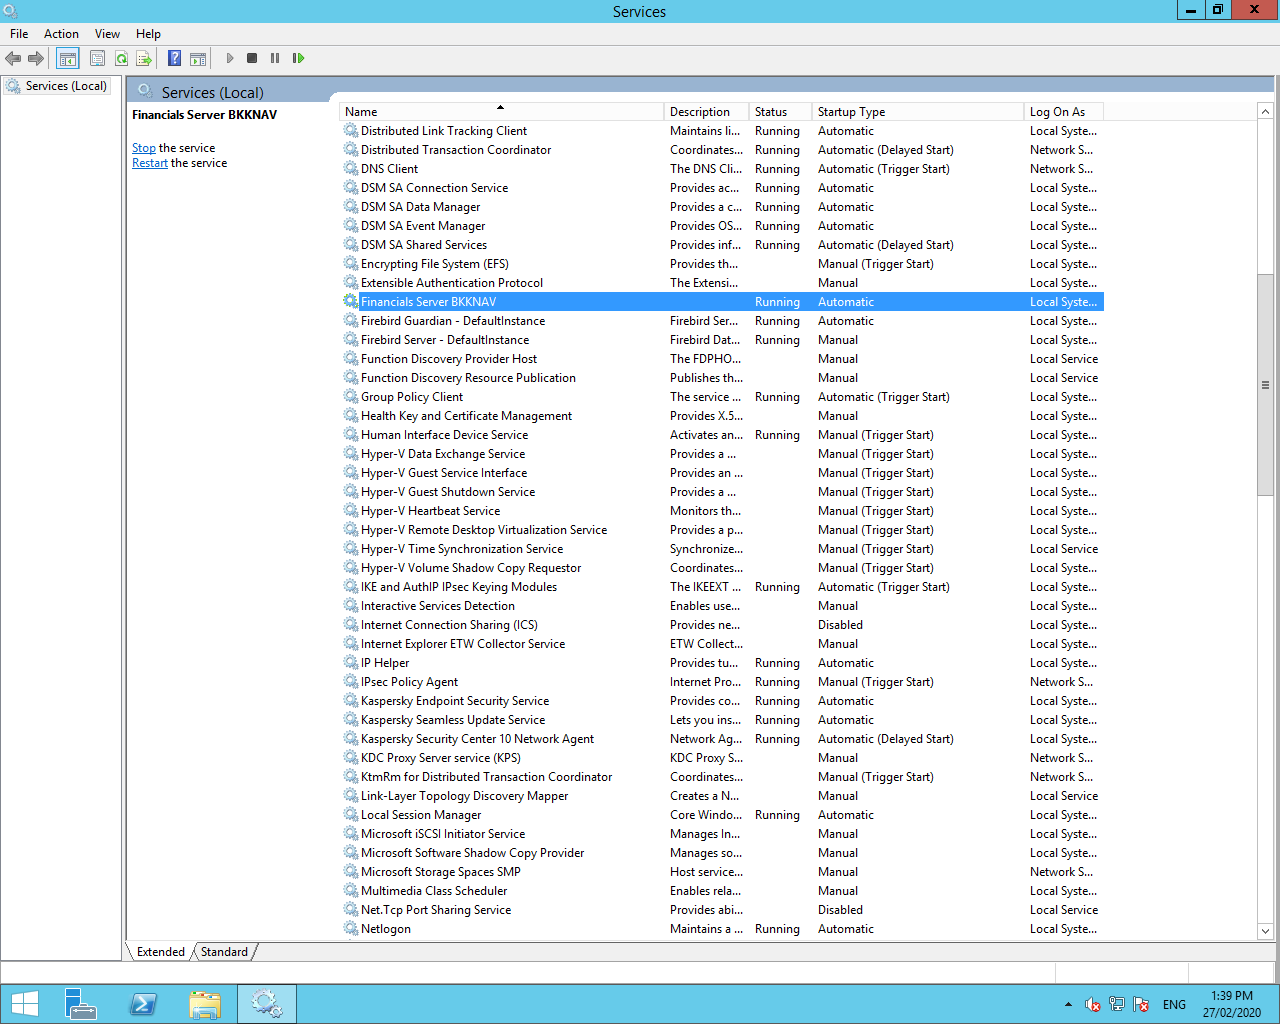 Services
File Action View Help
Services (Local)
Services (Local)
Financials Server BKKNAV
Stop the service
Restart the service
Name Description Status Startup Type Log On As
Distributed Link Tracking Client Maintains li... Running Automatic Local Syste...
Distributed Transaction Coordinator Coordinates... Running Automatic (Delayed Start) Network S...
DNS Client The DNS Cli... Running Automatic (Trigger Start) Network S...
DSM SA Connection Service Provides ac... Running Automatic Local Syste...
DSM SA Data Manager Provides a c... Running Automatic Local Syste...
DSM SA Event Manager Provides OS... Running Automatic Local Syste...
DSM SA Shared Services Provides inf... Running Automatic (Delayed Start) Local Syste...
Encrypting File System (EFS) Provides th... Manual (Trigger Start) Local Syste...
Extensible Authentication Protocol The Extensi... Manual Local Syste...
Financials Server BKKNAV Running Automatic Local Syste...
Firebird Guardian - DefaultInstance Firebird Ser... Running Automatic Local Syste...
Firebird Server - DefaultInstance Firebird Dat... Running Manual Local Syste...
Function Discovery Provider Host The FDPHO... Manual Local Service
Function Discovery Resource Publication Publishes th... Manual Local Service
Group Policy Client The service ... Running Automatic (Trigger Start) Local Syste...
Health Key and Certificate Management Provides X.5... Manual Local Syste...
Human Interface Device Service Activates an... Running Manual (Trigger Start) Local Syste...
Hyper-V Data Exchange Service Provides a ... Manual (Trigger Start) Local Syste...
Hyper-V Guest Service Interface Provides an ... Manual (Trigger Start) Local Syste...
Hyper-V Guest Shutdown Service Provides a ... Manual (Trigger Start) Local Syste...
Hyper-V Heartbeat Service Monitors th... Manual (Trigger Start) Local Syste...
Hyper-V Remote Desktop Virtualization Service Provides a p... Manual (Trigger Start) Local Syste...
Hyper-V Time Synchronization Service Synchronize... Manual (Trigger Start) Local Service
Hyper-V Volume Shadow Copy Requestor Coordinates... Manual (Trigger Start) Local Syste...
IKE and AuthIP IPsec Keying Modules The IKEEXT ... Running Automatic (Trigger Start) Local Syste...
Interactive Services Detection Enables use... Manual Local Syste...
Internet Connection Sharing (ICS) Provides ne... Disabled Local Syste...
Internet Explorer ETW Collector Service ETW Collect... Manual Local Syste...
IP Helper Provides tu... Running Automatic Local Syste...
IPsec Policy Agent Internet Pro... Running Manual (Trigger Start) Network S...
Kaspersky Endpoint Security Service Provides co... Running Automatic Local Syste...
Kaspersky Seamless Update Service Lets you ins... Running Automatic Local Syste...
Kaspersky Security Center 10 Network Agent Network Ag... Running Automatic (Delayed Start) Local Syste...
KDC Proxy Server service (KPS) KDC Proxy S... Manual Network S...
KtmRm for Distributed Transaction Coordinator Coordinates... Manual (Trigger Start) Network S...
Link-Layer Topology Discovery Mapper Creates a N... Manual Local Service
Local Session Manager Core Windo... Running Automatic Local Syste...
Microsoft iSCSI Initiator Service Manages In... Manual Local Syste...
Microsoft Software Shadow Copy Provider Manages so... Manual Local Syste...
Microsoft Storage Spaces SMP Host service... Manual Network S...
Multimedia Class Scheduler Enables rela... Manual Local Syste...
Net.Tcp Port Sharing Service Provides abi... Disabled Local Service
Netlogon Maintains a ... Running Automatic Local Syste...
Extended Standard
ENG 1:39 PM
27/02/2020